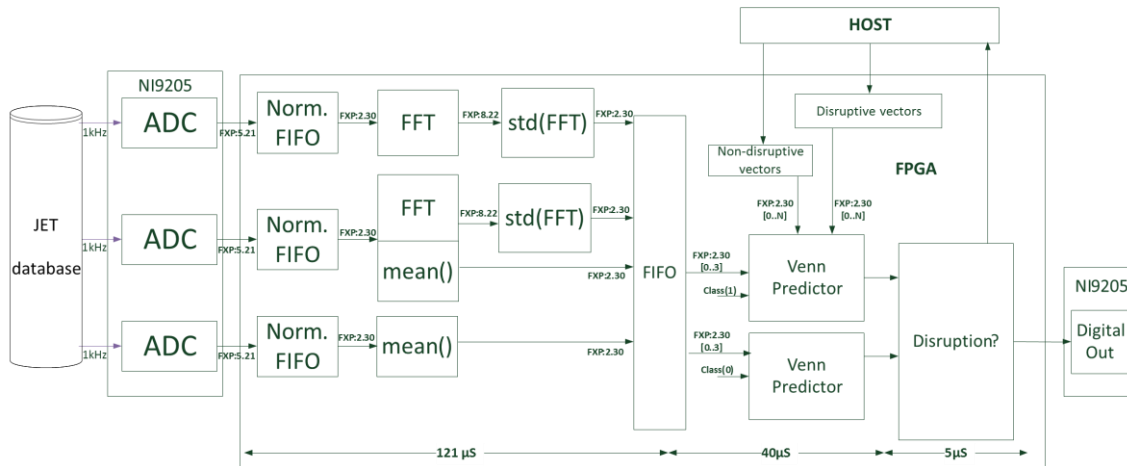 HOST
NI9205
ADC
1kHz
FXP:5.21
Norm.
FIFO
FXP:2.30
FFT
FXP:8.22
std(FFT)
FXP:2.30
Disruptive vectors
Non-disruptive
vectors
FPGA
FXP:2.30
[0..N]
FXP:2.30
[0..N]
JET
database
1kHz
ADC
FXP:5.21
Norm.
FIFO
FXP:2.30
FFT
mean()
FXP:8.22
std(FFT)
FXP:2.30
FXP:2.30
FIFO
FXP:2.30
[0..3]
Class(1)
Venn
Predictor
1kHz
ADC
FXP:5.21
Norm.
FIFO
FXP:2.30
mean()
FXP:2.30
FXP:2.30
[0..3]
Class(0)
Venn
Predictor
Disruption?
NI9205
Digital
Out
121 µS
40µS
5µS